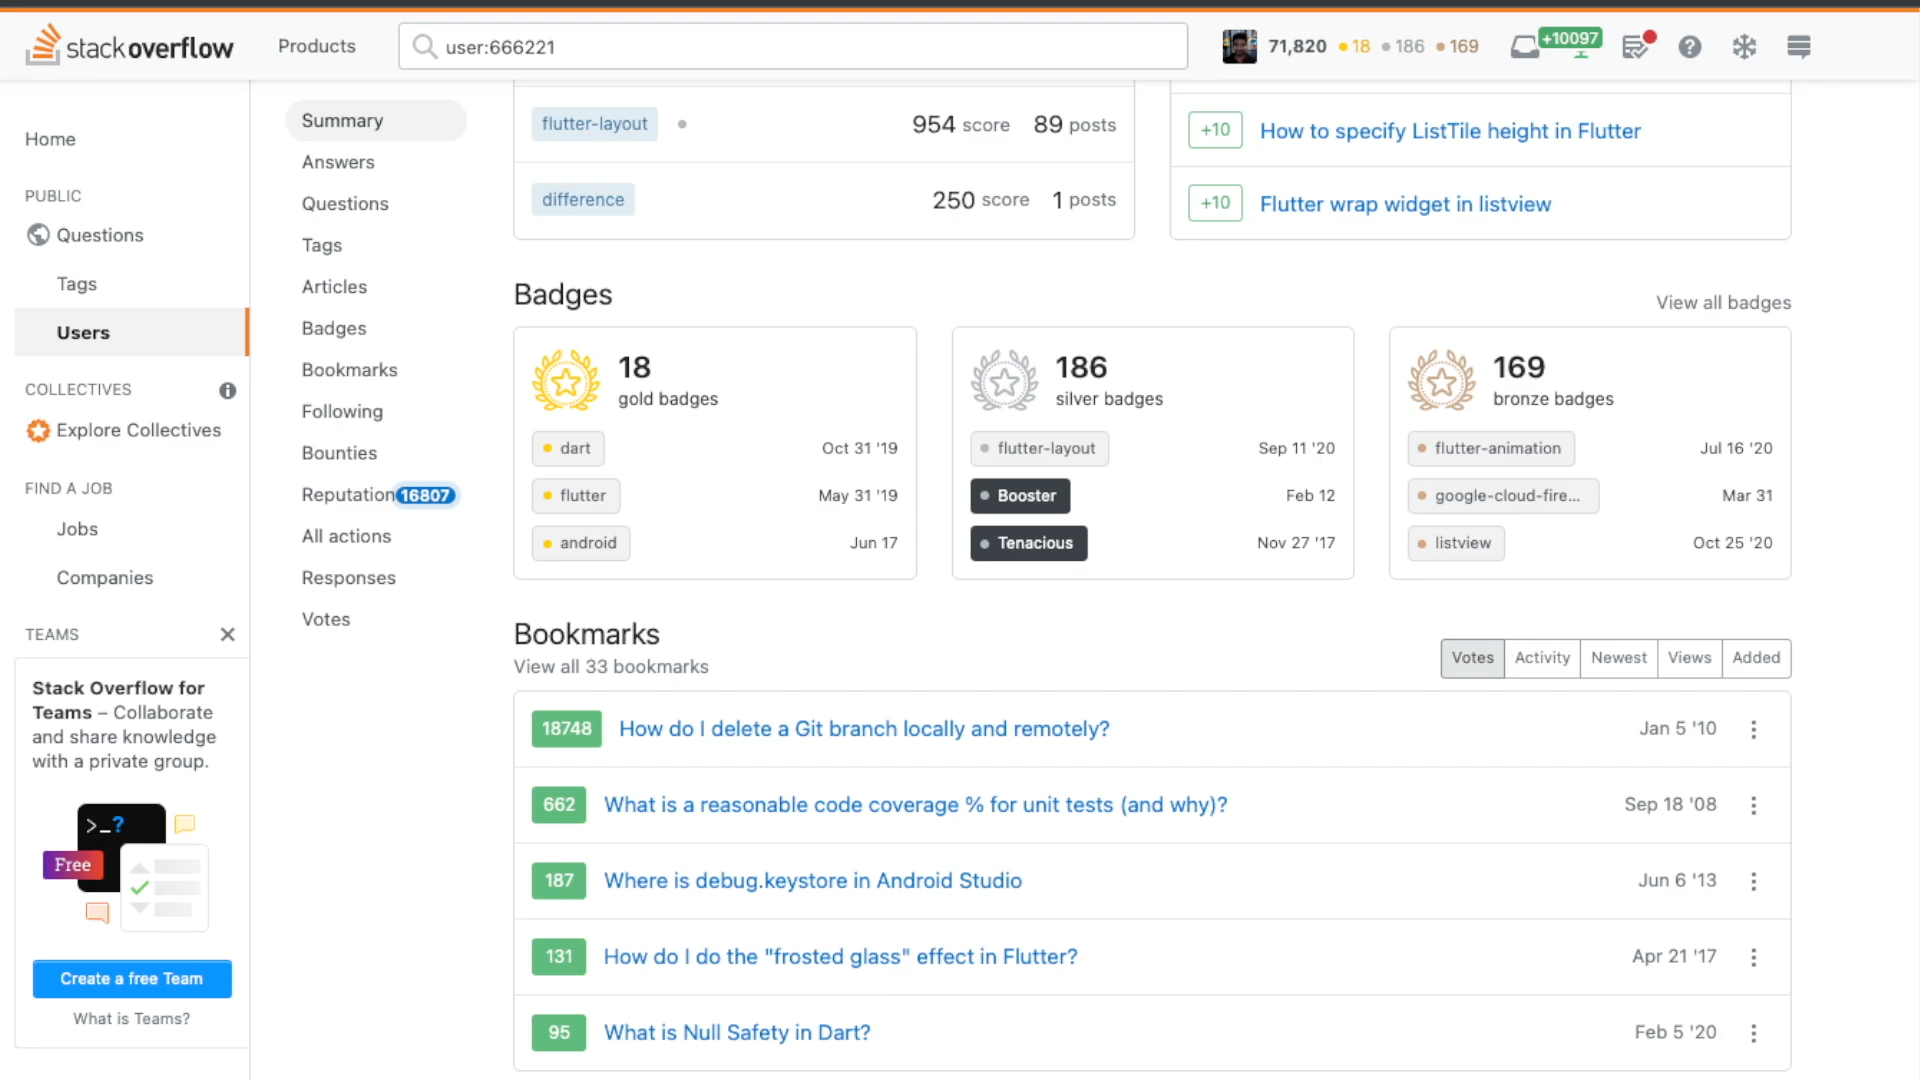 stackoverflow
Products
user:666221
71,820 18 186 169
+10097
Home
PUBLIC
Questions
Tags
Users
COLLECTIVES
Explore Collectives
FIND A JOB
Jobs
Companies
TEAMS
Stack Overflow for
Teams – Collaborate
and share knowledge
with a private group.
>_?
Free
Create a free Team
What is Teams?
Summary
Answers
Questions
Tags
Articles
Badges
Bookmarks
Following
Bounties
Reputation 16807
All actions
Responses
Votes
flutter-layout 954 score 89 posts
difference 250 score 1 posts
+10 How to specify ListTile height in Flutter
+10 Flutter wrap widget in listview
Badges
View all badges
18
gold badges
dart Oct 31 '19
flutter May 31 '19
android Jun 17
186
silver badges
flutter-layout Sep 11 '20
Booster Feb 12
Tenacious Nov 27 '17
169
bronze badges
flutter-animation Jul 16 '20
google-cloud-fire... Mar 31
listview Oct 25 '20
Bookmarks
View all 33 bookmarks
Votes Activity Newest Views Added
18748 How do I delete a Git branch locally and remotely? Jan 5 '10
662 What is a reasonable code coverage % for unit tests (and why)? Sep 18 '08
187 Where is debug.keystore in Android Studio Jun 6 '13
131 How do I do the "frosted glass" effect in Flutter? Apr 21 '17
95 What is Null Safety in Dart? Feb 5 '20